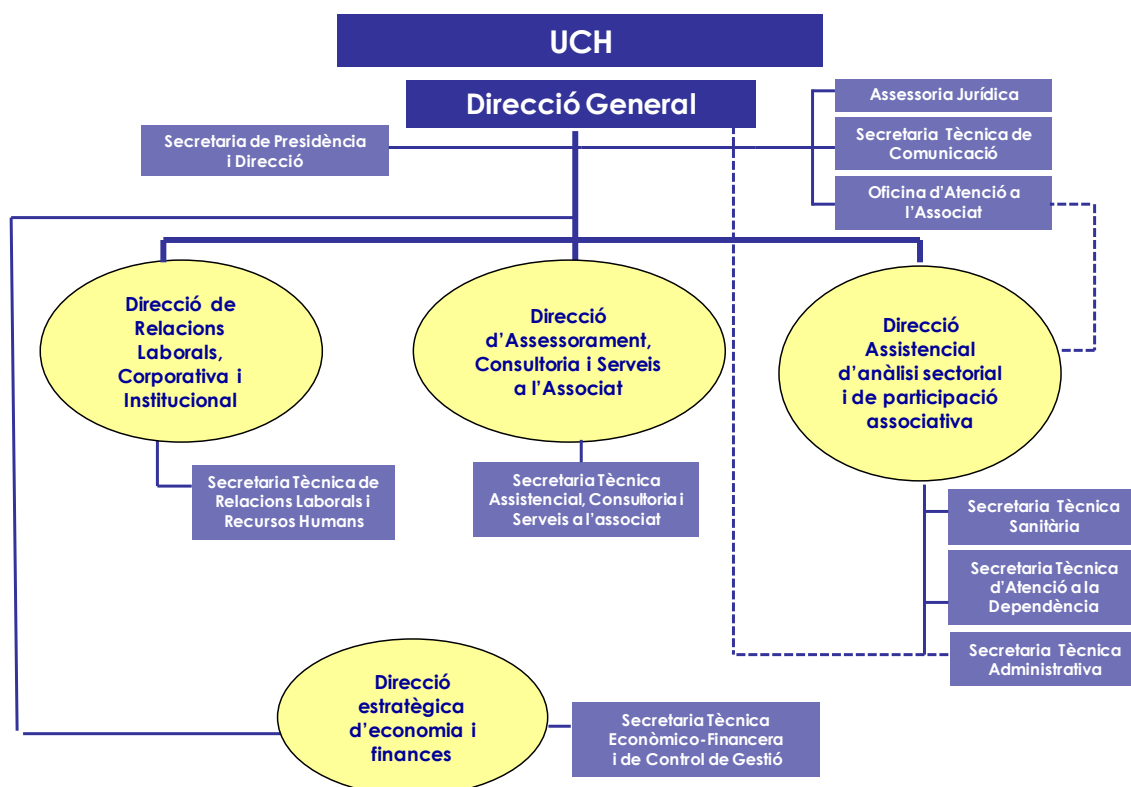 UCH
Direcció General
Assessoria Jurídica
Secretaria de Presidència
i Direcció
Secretaria Tècnica de
Comunicació
Oficina d'Atenció a
l'Associat
Direcció de
Relacions
Laborals,
Corporativa i
Institucional
Direcció
d'Assessorament,
Consultoria i Serveis
a l'Associat
Direcció
Assistencial
d'anàlisi sectorial
i de participació
associativa
Secretaria Tècnica de
Relacions Laborals i
Recursos Humans
Secretaria Tècnica
Assistencial, Consultoria i
Serveis a l'associat
Secretaria Tècnica
Sanitària
Secretaria Tècnica
d'Atenció a la
Dependència
Secretaria Tècnica
Administrativa
Direcció
estratègica
d'economia i
finances
Secretaria Tècnica
Econòmico-Financera
i de Control de Gestió